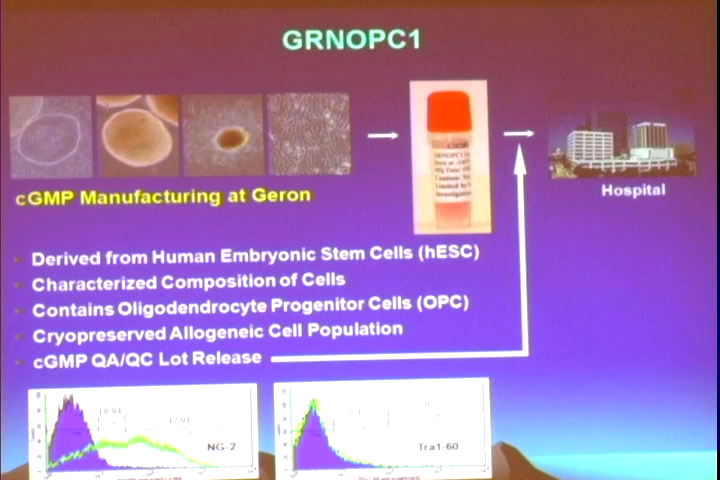 GRNOPC1
GRNOPC1
cGMP Manufacturing at Geron
Hospital
Derived from Human Embryonic Stem Cells (hESC)
Characterized Composition of Cells
Contains Oligodendrocyte Progenitor Cells (OPC)
Cryopreserved Allogeneic Cell Population
cGMP QA/QC Lot Release
NG-2
Tra1-60